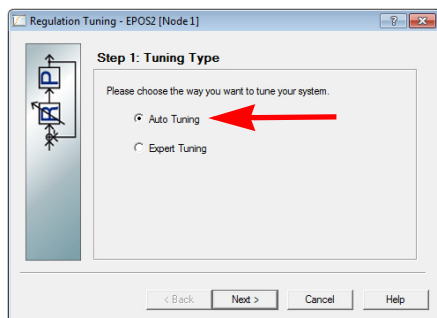 Regulation Tuning - EPOS2 [Node 1]
Step 1: Tuning Type
P
R
Please choose the way you want to tune your system.
Auto Tuning
Expert Tuning
< Back Next > Cancel Help